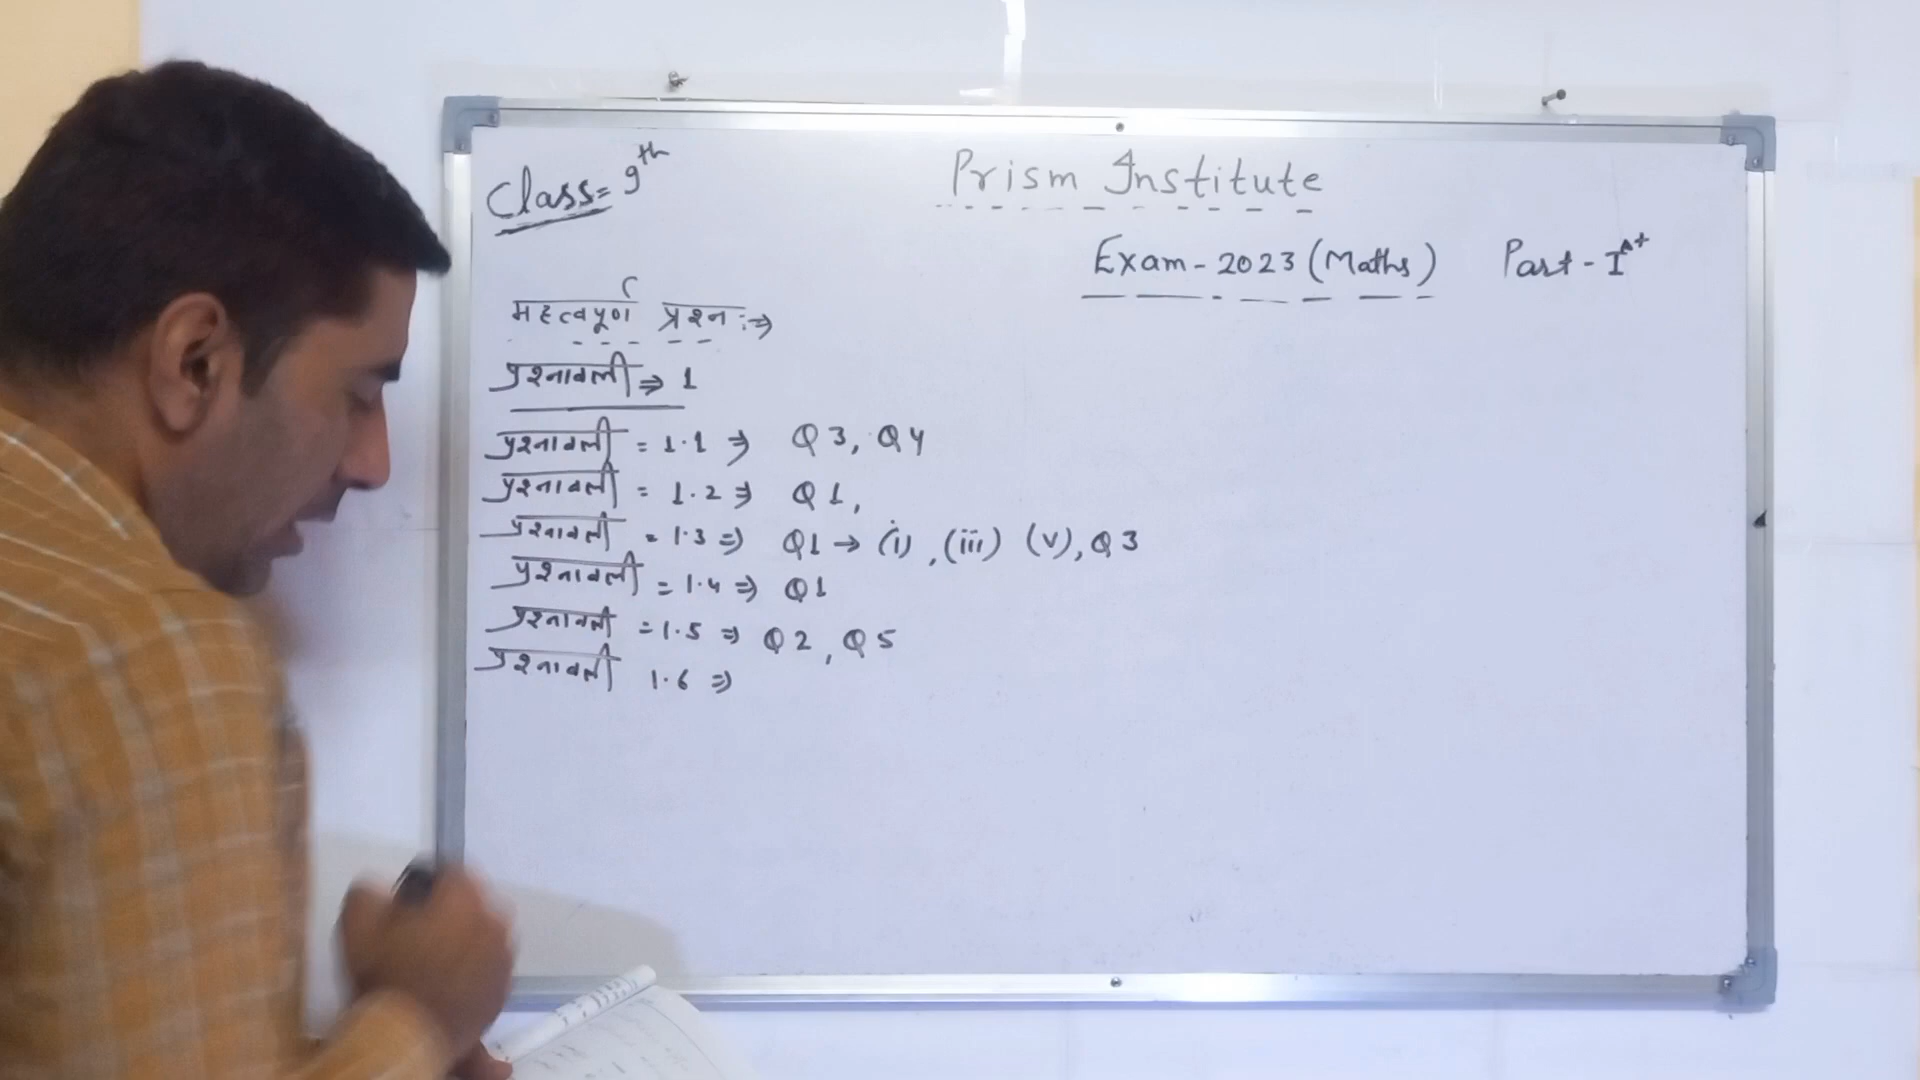 Class= 9th
Prism Institute
Exam-2023 (Maths) Part-I A+
महत्वपूर्ण प्रश्न :⇒
प्रश्नावली ⇒ 1
प्रश्नावली = 1.1 ⇒ Q3, Q4
प्रश्नावली = 1.2 ⇒ Q1,
प्रश्नावली = 1.3 ⇒ Q1 → (i), (iii) (v), Q3
प्रश्नावली = 1.4 ⇒ Q1
प्रश्नावली = 1.5 ⇒ Q2, Q5
प्रश्नावली 1.6 ⇒